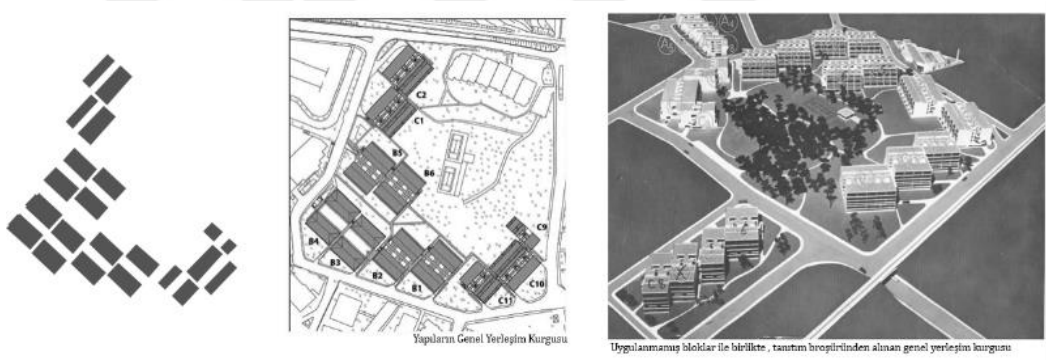 A₄
C2
C1
B5
B6
C9
B4
B3
B2
B1
C10
C11
Yapıların Genel Yerleşim Kurgusu
Uygulanmamış bloklar ile birlikte , tanıtım broşüründen alınan genel yerleşim kurgusu